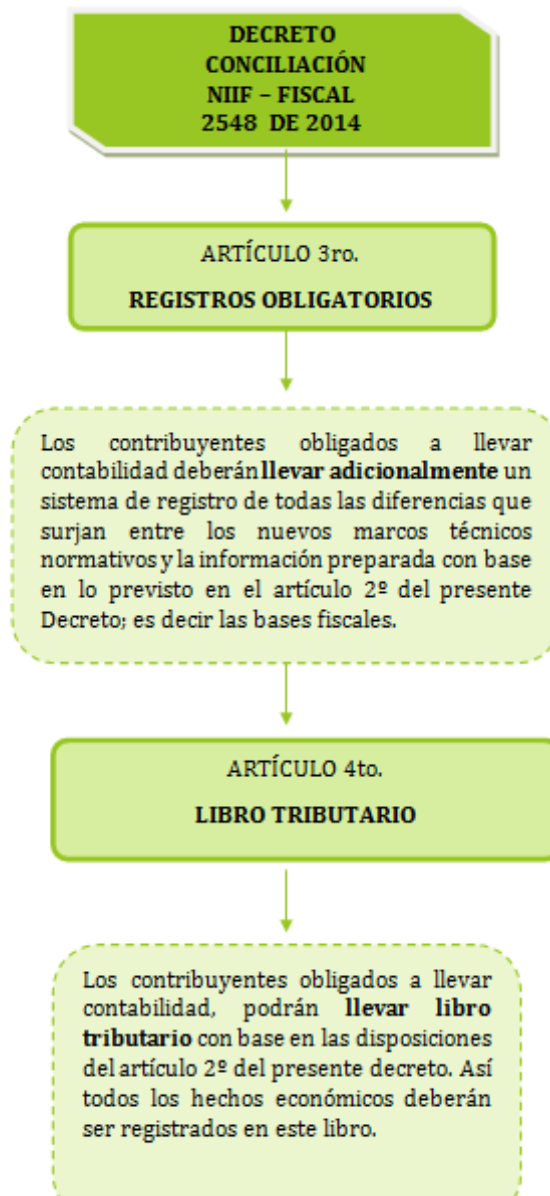 DECRETO
CONCILIACIÓN
NIIF – FISCAL
2548 DE 2014
ARTÍCULO 3ro.
REGISTROS OBLIGATORIOS
Los contribuyentes obligados a llevar
contabilidad deberán llevar adicionalmente un
sistema de registro de todas las diferencias que
surjan entre los nuevos marcos técnicos
normativos y la información preparada con base
en lo previsto en el artículo 2º del presente
Decreto; es decir las bases fiscales.
ARTÍCULO 4to.
LIBRO TRIBUTARIO
Los contribuyentes obligados a llevar
contabilidad, podrán llevar libro
tributario con base en las disposiciones
del artículo 2º del presente decreto. Así
todos los hechos económicos deberán
ser registrados en este libro.